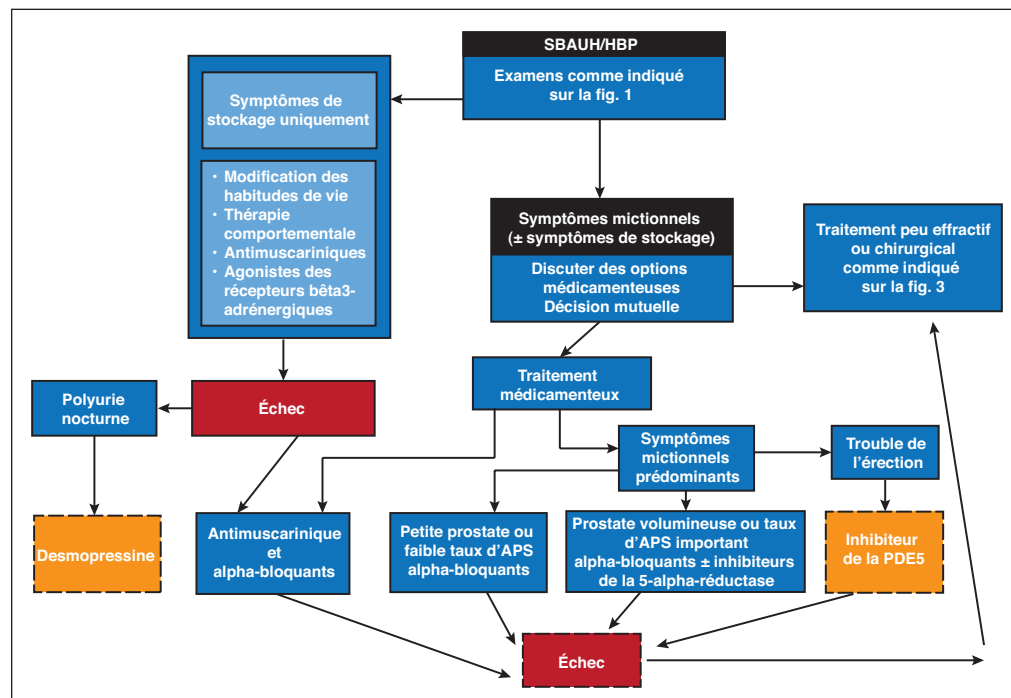 SBAUH/HBP
Examens comme indiqué
sur la fig. 1
Symptômes de
stockage uniquement
· Modification des
habitudes de vie
· Thérapie
comportementale
· Antimuscariniques
· Agonistes des
récepteurs bêta3-
adrénergiques
Symptômes mictionnels
(± symptômes de stockage)
Discuter des options
médicamenteuses
Décision mutuelle
Traitement peu effractif
ou chirurgical
comme indiqué
sur la fig. 3
Traitement
médicamenteux
Polyurie
nocturne
Échec
Symptômes
mictionnels
prédominants
Trouble de
l'érection
Desmopressine
Antimuscarinique
et
alpha-bloquants
Petite prostate ou
faible taux d'APS
alpha-bloquants
Prostate volumineuse ou taux
d'APS important
alpha-bloquants ± inhibiteurs
de la 5-alpha-réductase
Inhibiteur
de la PDE5
Échec